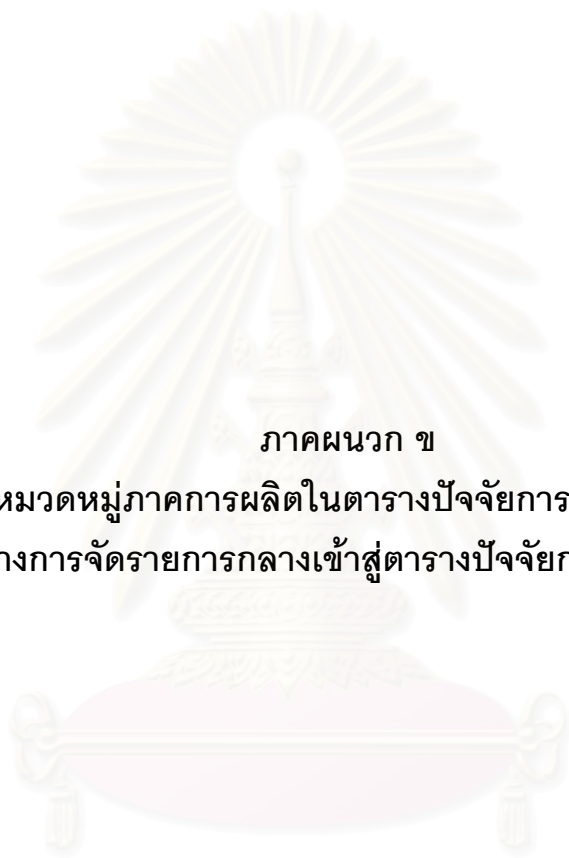 ภาคผนวก ข
หมวดหมู่ภาคการผลิตในตารางปัจจัยการ
การจัดรายการกลางเข้าสู่ตารางปัจจัย